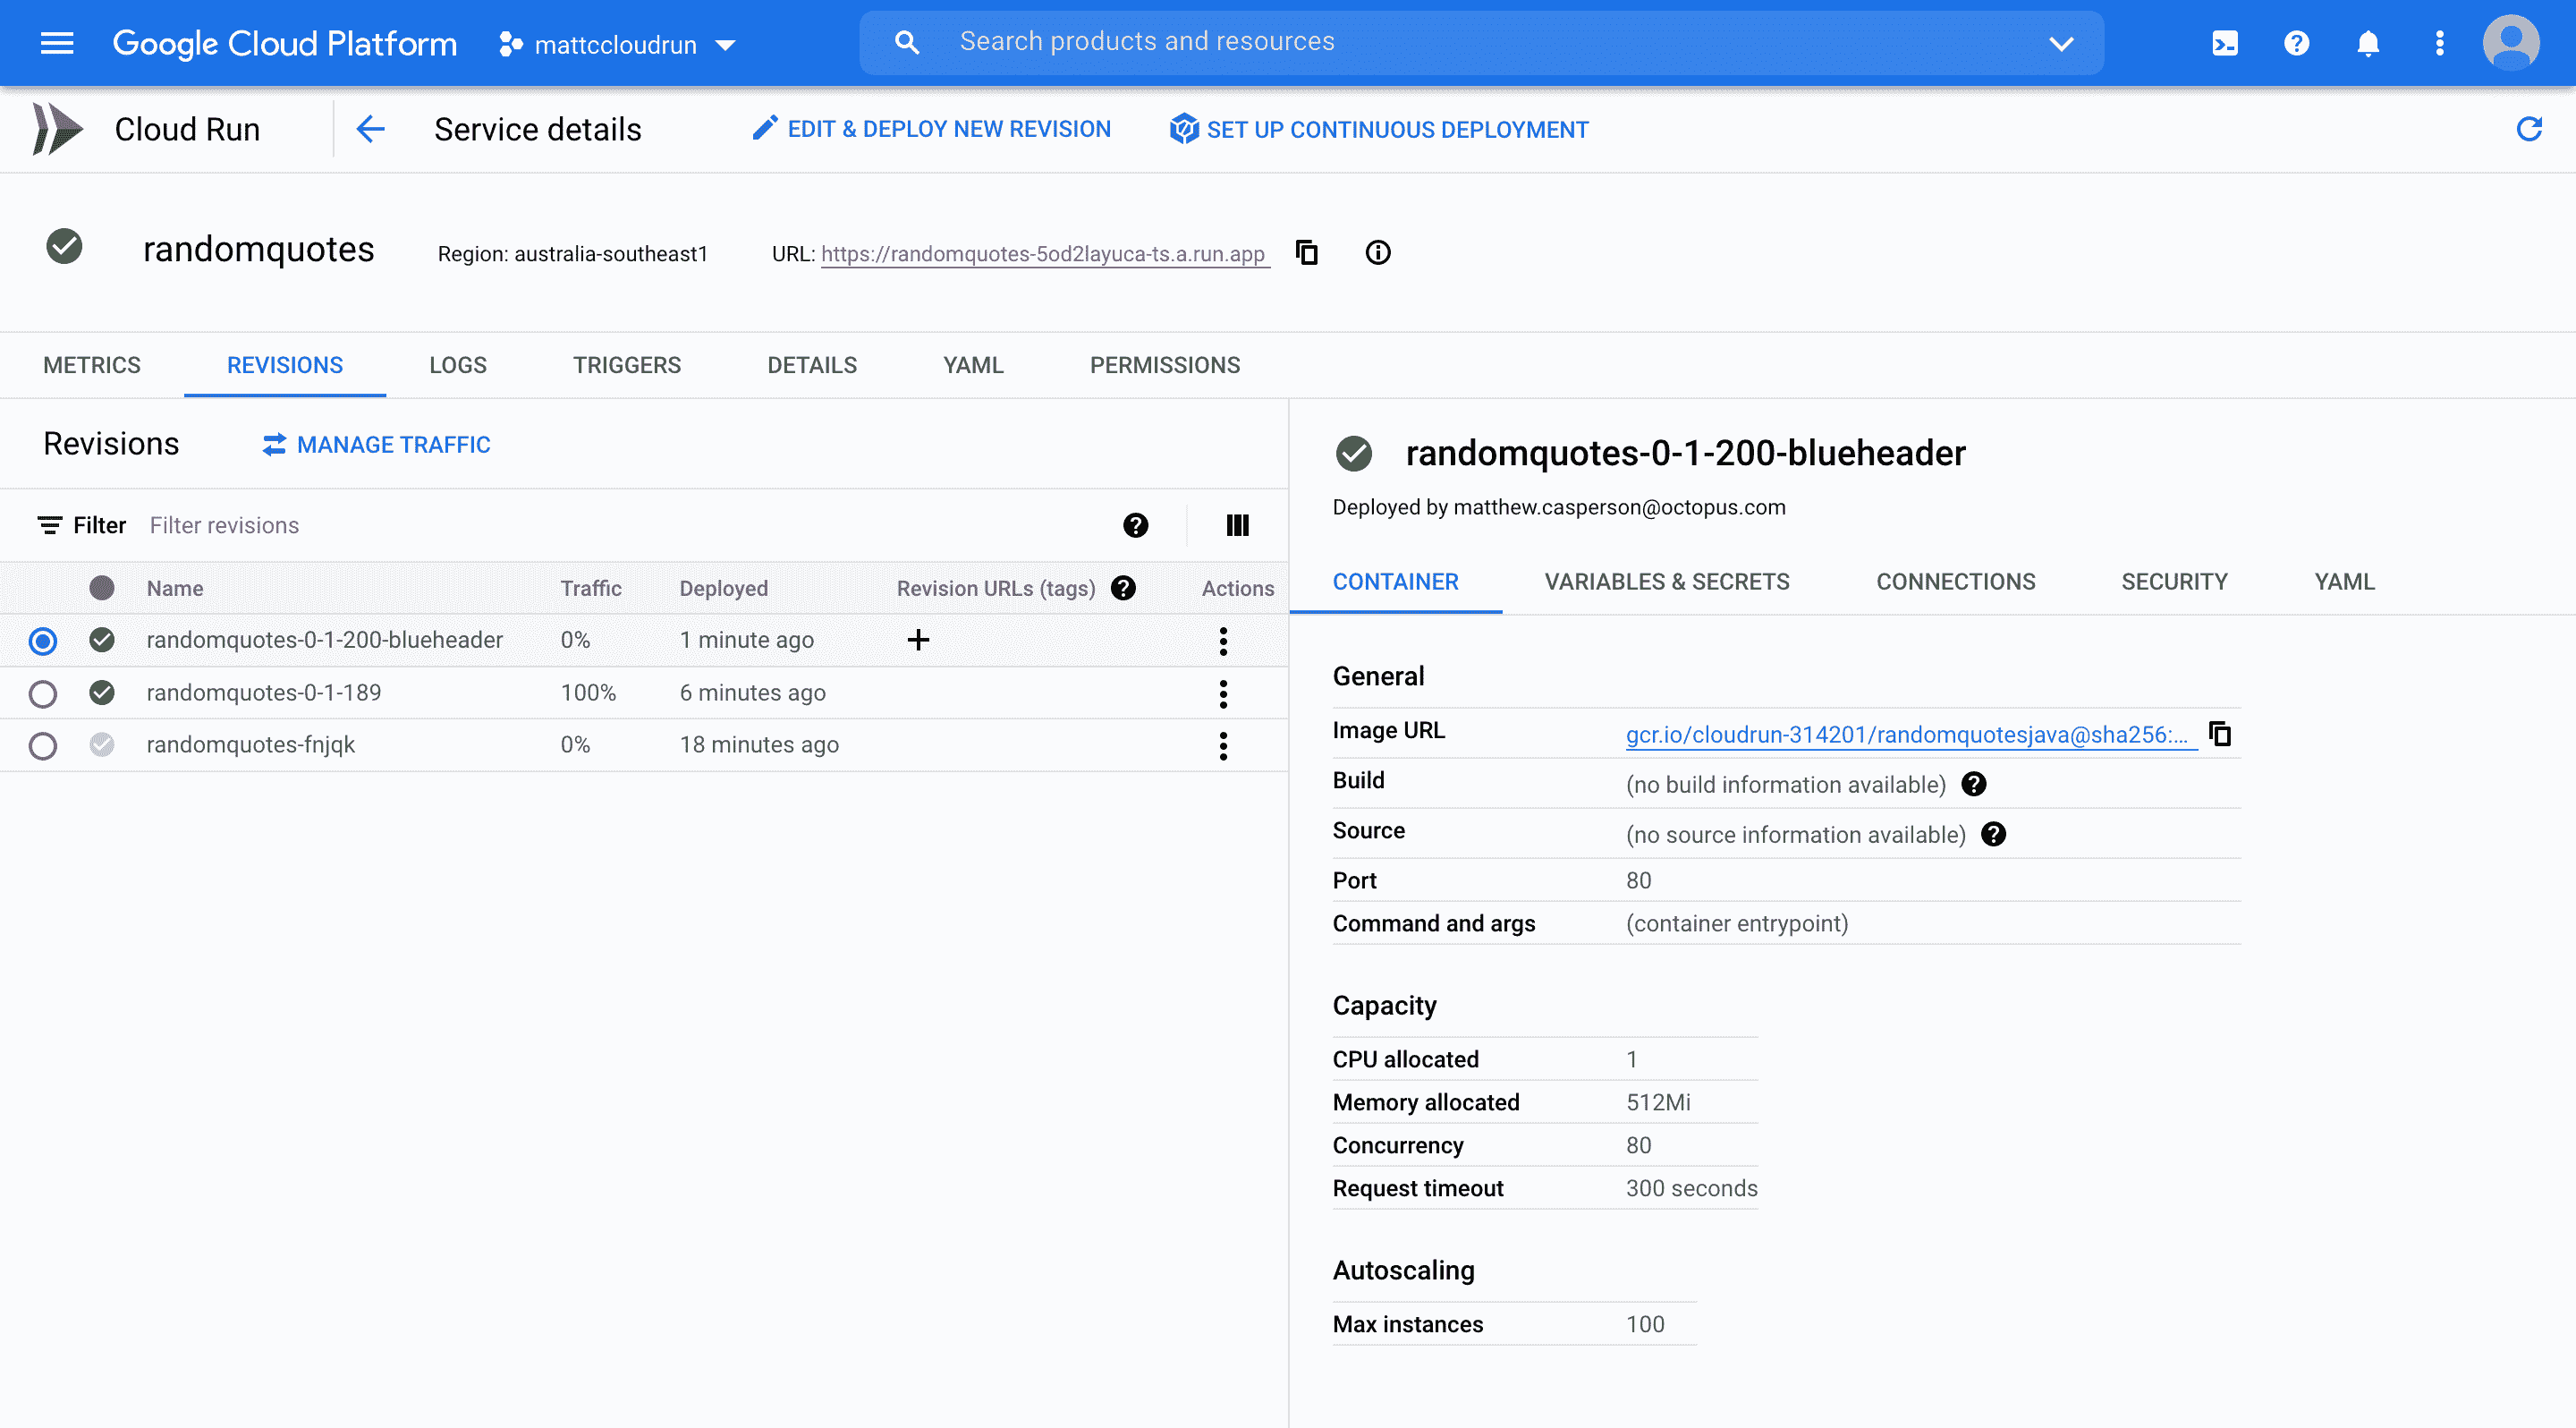 Google Cloud Platform mattccloudrun Search products and resources
Cloud Run Service details EDIT & DEPLOY NEW REVISION SET UP CONTINUOUS DEPLOYMENT
randomquotes Region: australia-southeast1 URL: https://randomquotes-5od2layuca-ts.a.run.app
METRICS REVISIONS LOGS TRIGGERS DETAILS YAML PERMISSIONS
Revisions MANAGE TRAFFIC
Filter Filter revisions
Name Traffic Deployed Revision URLs (tags) Actions
randomquotes-0-1-200-blueheader 0% 1 minute ago
randomquotes-0-1-189 100% 6 minutes ago
randomquotes-fnjqk 0% 18 minutes ago
randomquotes-0-1-200-blueheader
Deployed by matthew.casperson@octopus.com
CONTAINER VARIABLES & SECRETS CONNECTIONS SECURITY YAML
General
Image URL gcr.io/cloudrun-314201/randomquotesjava@sha256:...
Build (no build information available)
Source (no source information available)
Port 80
Command and args (container entrypoint)
Capacity
CPU allocated 1
Memory allocated 512Mi
Concurrency 80
Request timeout 300 seconds
Autoscaling
Max instances 100